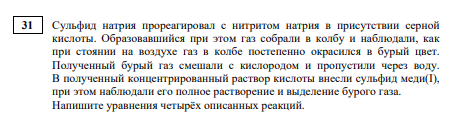 31 Сульфид натрия прореагировал с нитритом натрия в присутствии серной
кислоты. Образовавшийся при этом газ собрали в колбу и наблюдали, как
при стоянии на воздухе газ в колбе постепенно окрасился в бурый цвет.
Полученный бурый газ смешали с кислородом и пропустили через воду.
В полученный концентрированный раствор кислоты внесли сульфид меди(I),
при этом наблюдали его полное растворение и выделение бурого газа.
Напишите уравнения четырёх описанных реакций.